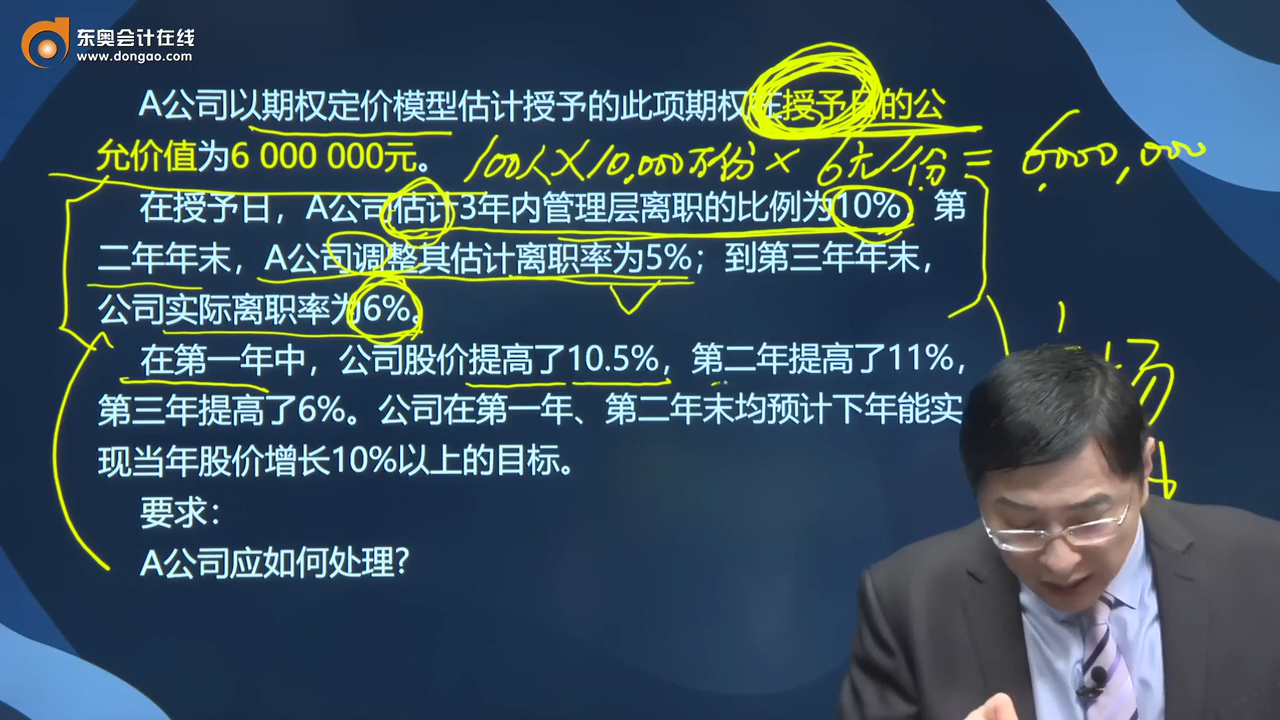 东奥会计在线
www.dongao.com
A公司以期权定价模型估计授予的此项期权在授予日的公
允价值为6 000 000元。
100人×10,000万份×6元/份=6000,000
在授予日，A公司估计3年内管理层离职的比例为10%。第
二年年末，A公司调整其估计离职率为5%；到第三年年末，
公司实际离职率为6%。
在第一年中，公司股价提高了10.5%，第二年提高了11%，
第三年提高了6%。公司在第一年、第二年末均预计下年能实
现当年股价增长10%以上的目标。
要求：
A公司应如何处理?